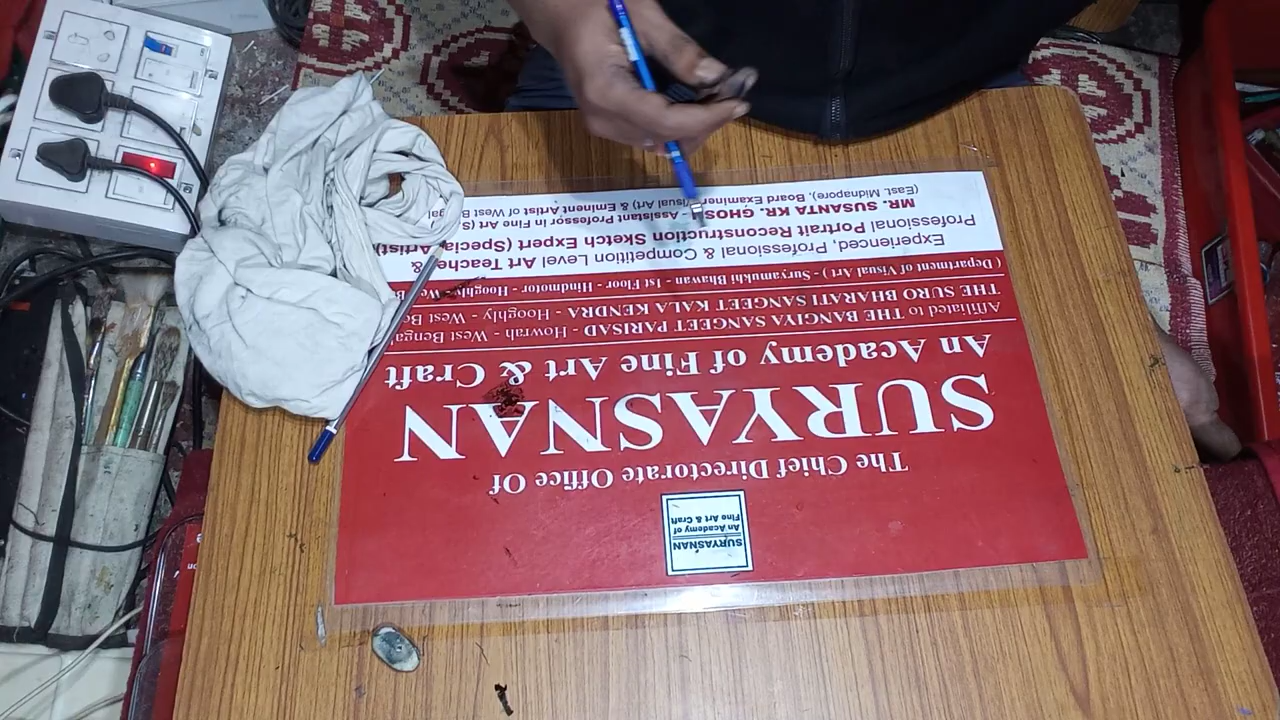 SURYASNAN
An Academy of
Fine Art & Craft
The Chief Directorate Office Of
SURYASNAN
An Academy of Fine Art & Craft
Affiliated to THE BANGIYA SANGEET PARISAD - Howrah - West Bengal
THE SURO BHARATI SANGEET KALA KENDRA - Hooghly - West
( Department of Visual Art ) - Suryamukhi Bhawan - 1st Floor - Hindmotor - Hooghly -
Experienced, Professional & Competition Level Art Teacher &
Professional Portrait Reconstruction Sketch Expert (Special Artist)
MR. SUSANTA KR. - Assistant Professor In Fine
(East. Midnapore), Board Examiner Visual Art) & Eminent Artist of West